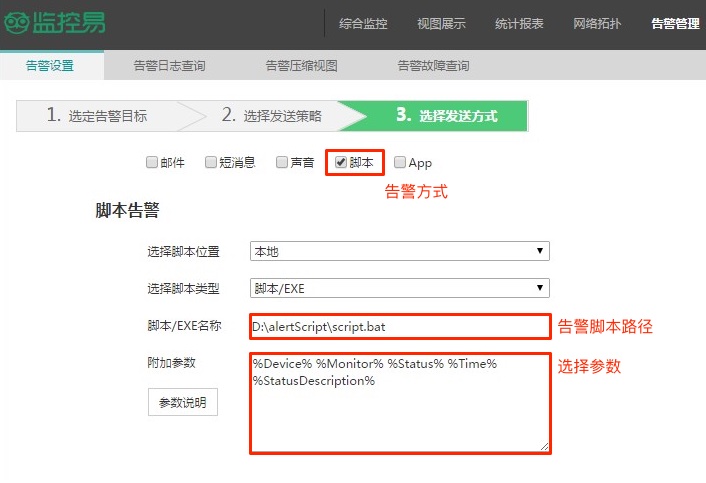 监控易
综合监控 视图展示 统计报表 网络拓扑 告警管理
告警设置 告警日志查询 告警压缩视图 告警故障查询
1. 选定告警目标 2. 选择发送策略 3. 选择发送方式
邮件 短消息 声音 脚本 App
告警方式
脚本告警
选择脚本位置 本地
选择脚本类型 脚本/EXE
脚本/EXE名称 D:\alertScript\script.bat 告警脚本路径
附加参数 %Device% %Monitor% %Status% %Time% 选择参数
%StatusDescription%
参数说明